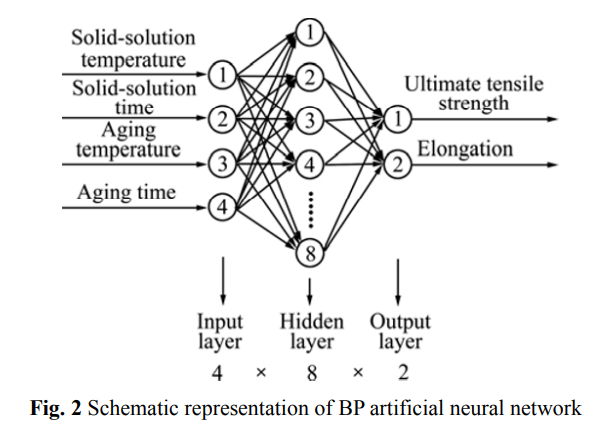 Solid-solution
temperature
Solid-solution
time
Aging
temperature
Aging time
1
2
3
4
1
2
3
4
8
1
2
Ultimate tensile
strength
Elongation
Input
layer
Hidden
layer
Output
layer
4 × 8 × 2
Fig. 2 Schematic representation of BP artificial neural network